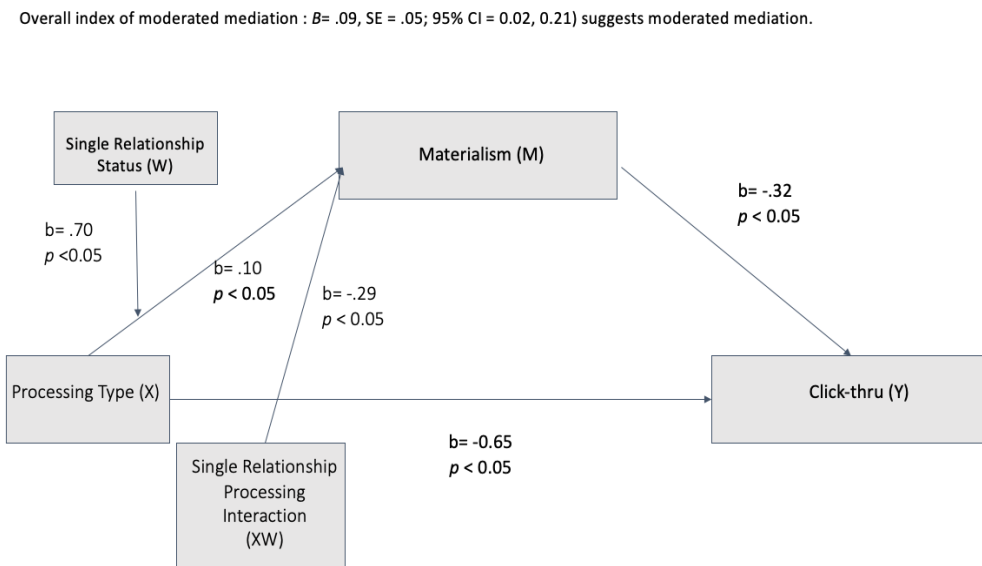 Overall index of moderated mediation : B= .09, SE = .05; 95% CI = 0.02, 0.21) suggests moderated mediation.
Single Relationship
Status (W)
Materialism (M)
b= -.32
p < 0.05
b= .70
p <0.05
b= .10
p < 0.05
b= -.29
p < 0.05
Processing Type (X)
Click-thru (Y)
b= -0.65
p < 0.05
Single Relationship
Processing
Interaction
(XW)